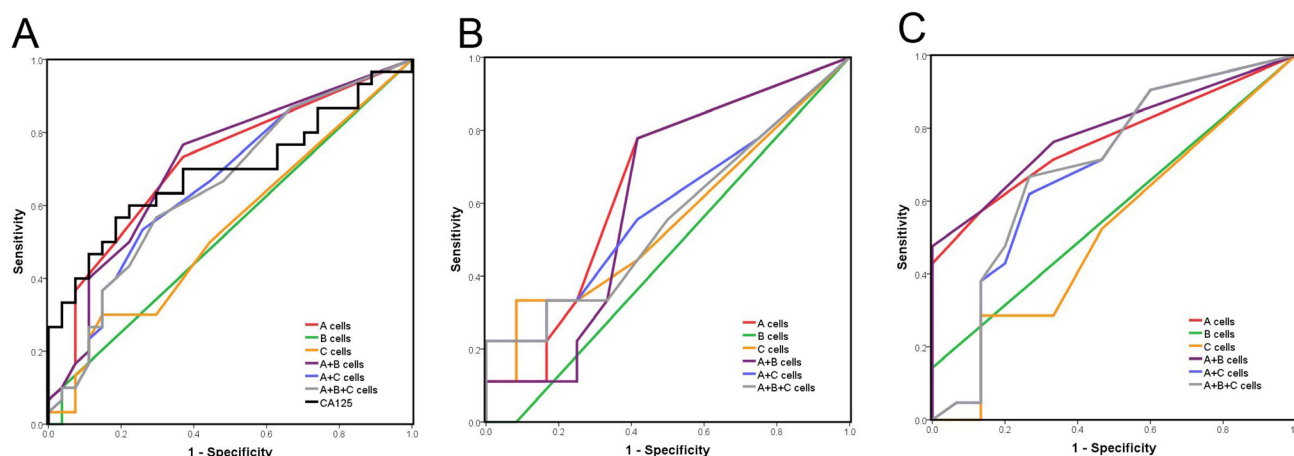 A
B
C
1.0
0.8
0.6
0.4
0.2
0.0
Sensitivity
0.0 0.2 0.4 0.6 0.8 1.0
1 - Specificity
A cells
B cells
C cells
A+B cells
A+C cells
A+B+C cells
CA125
1.0
0.8
0.6
0.4
0.2
0.0
Sensitivity
0.0 0.2 0.4 0.6 0.8 1.0
1 - Specificity
A cells
B cells
C cells
A+B cells
A+C cells
A+B+C cells
1.0
0.8
0.6
0.4
0.2
0.0
Sensitivity
0.0 0.2 0.4 0.6 0.8
1 - Specificity
A cells
B cells
C cells
A+B cells
A+C cells
A+B+C cells